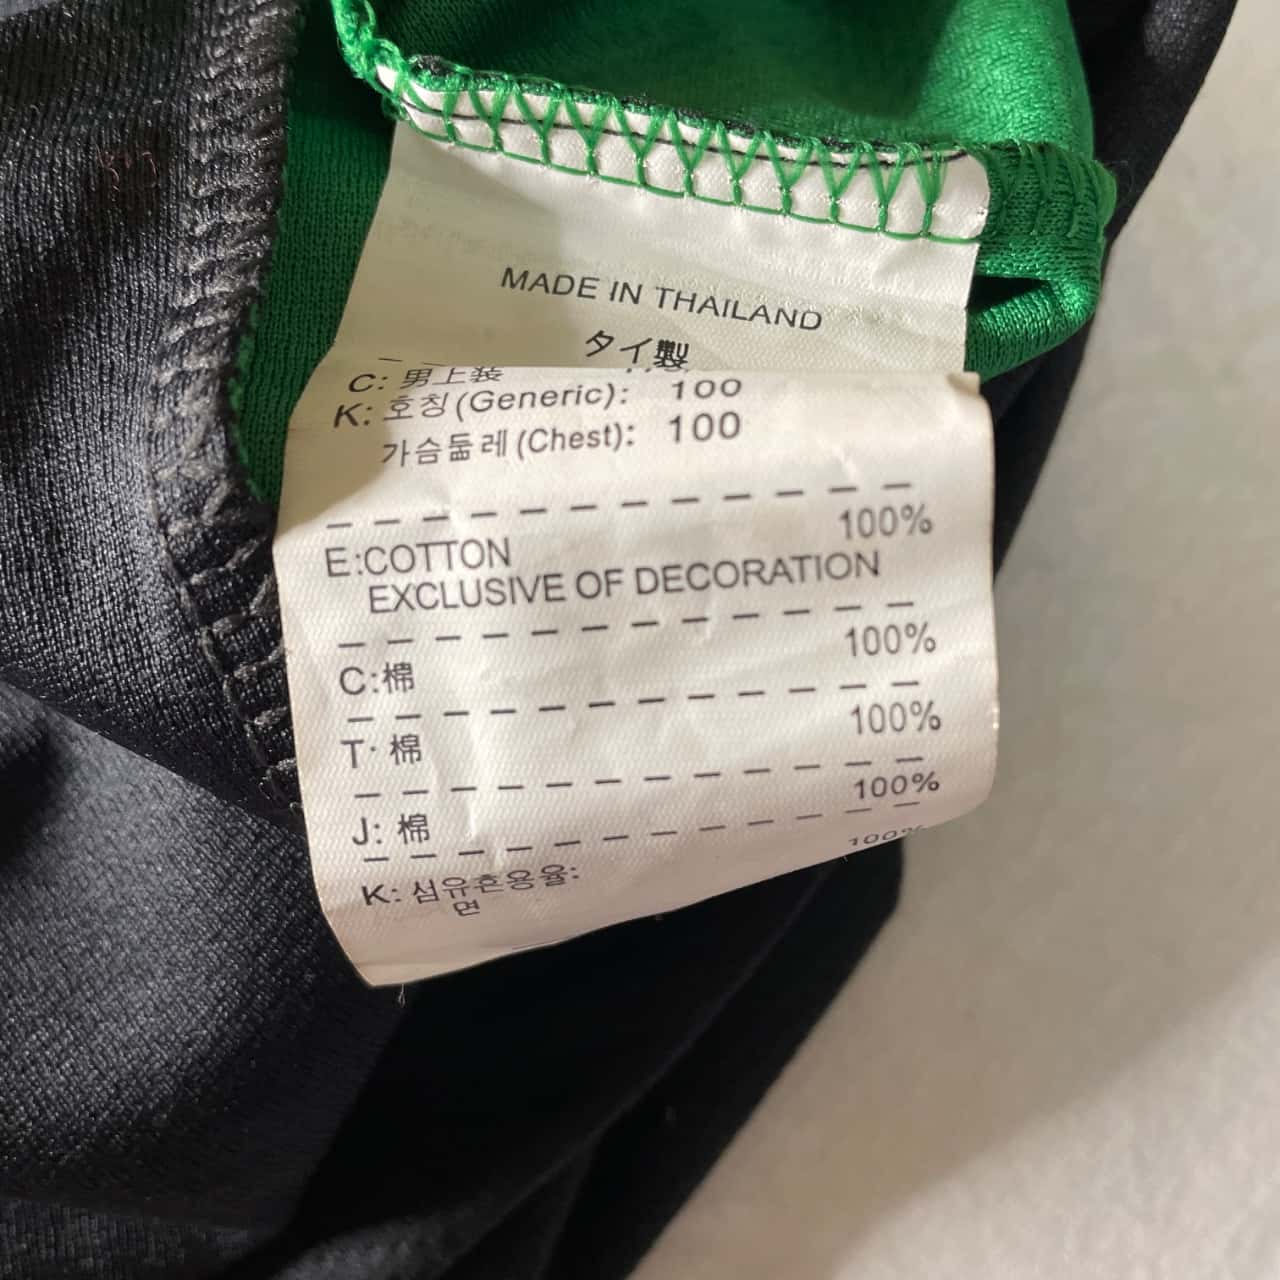 MADE IN THAILAND
タイ製
C: 男上装
K: 호칭(Generic): 100
가슴둘레(Chest): 100
E:COTTON 100%
EXCLUSIVE OF DECORATION
C:棉 100%
T: 棉 100%
J: 棉 100%
K: 섬유혼용율:
면 100%